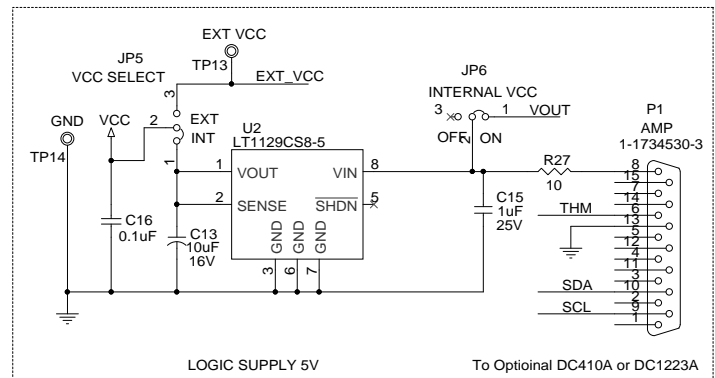 EXT VCC
TP13
EXT_VCC
JP5
VCC SELECT
3
2
EXT
INT
1
GND
TP14
VCC
C16
0.1uF
C13
10uF
16V
U2
LT1129CS8-5
1
VOUT
2
SENSE
VIN
8
SHDN
5
GND
GND
GND
3
6
7
JP6
INTERNAL VCC
3
1
VOUT
OFF
ON
2
C15
1uF
25V
R27
10
P1
AMP
1-1734530-3
8
15
7
14
THM
6
13
5
12
4
11
3
SDA
10
2
SCL
9
1
LOGIC SUPPLY 5V
To Optioinal DC410A or DC1223A